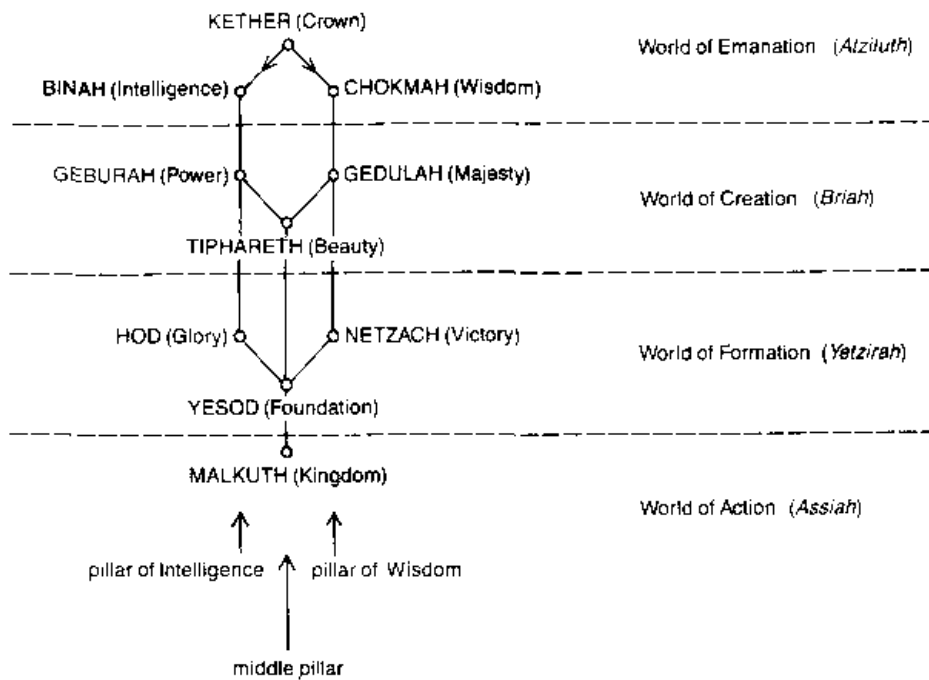 KETHER (Crown)
World of Emanation (Atziluth)
BINAH (Intelligence)
CHOKMAH (Wisdom)
GEBURAH (Power)
GEDULAH (Majesty)
World of Creation (Briah)
TIPHARETH (Beauty)
HOD (Glory)
NETZACH (Victory)
World of Formation (Yetzirah)
YESOD (Foundation)
MALKUTH (Kingdom)
World of Action (Assiah)
pillar of Intelligence
pillar of Wisdom
middle pillar